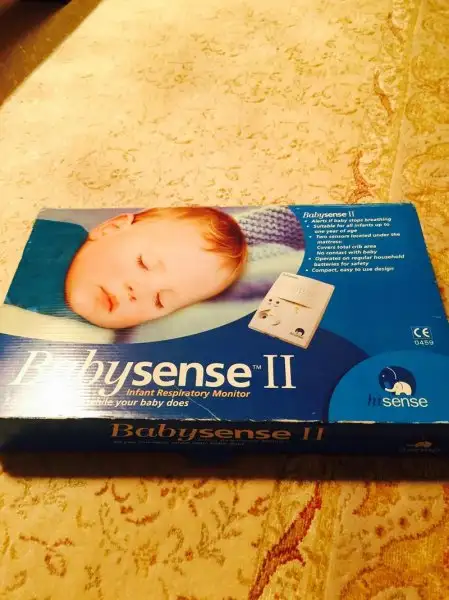 Babysense II
• Alerts if baby stops breathing
• Suitable for all infants up to
one year of age
• Two sensors located under the
mattress:
Covers total crib area
No contact with baby
• Operates on regular household
batteries for safety
• Compact, easy to use design
CE
0459
hisense
Babysense™ II
Infant Respiratory Monitor
while your baby does
Babysense II